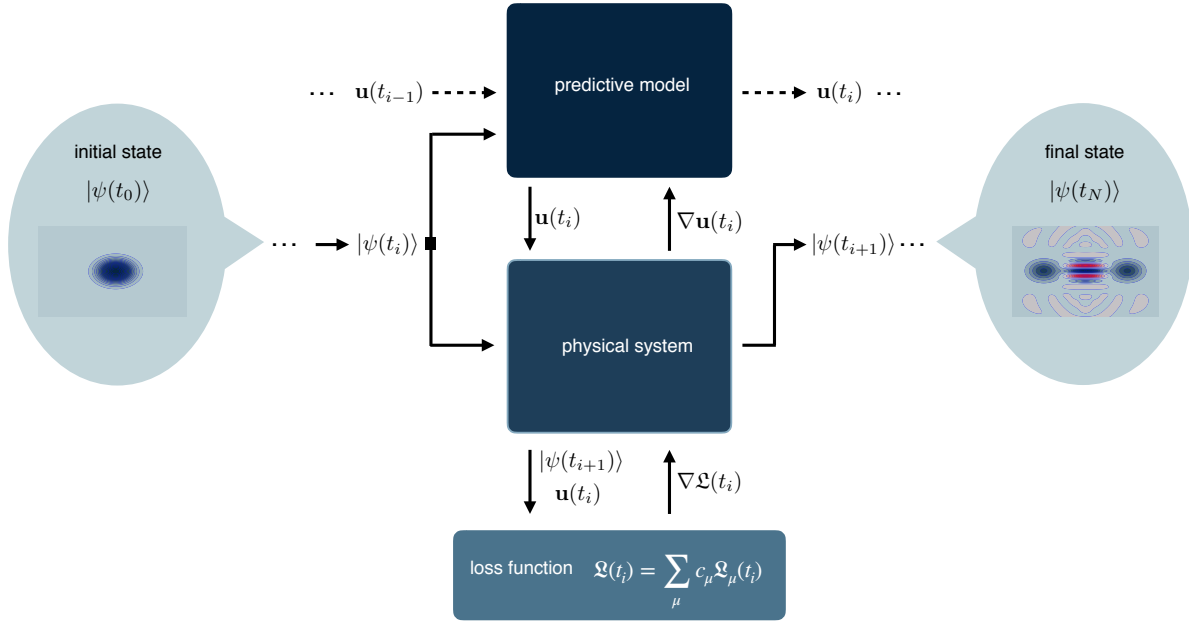 predictive model
⋯ 𝐮(t_{i−1})
𝐮(t_i) ⋯
initial state
|ψ(t_0)⟩
final state
|ψ(t_N)⟩
𝐮(t_i)
∇𝐮(t_i)
⋯
|ψ(t_i)⟩
|ψ(t_{i+1})⟩ ⋯
physical system
|ψ(t_{i+1})⟩
𝐮(t_i)
∇𝔏(t_i)
loss function 𝔏(t_i) = ∑_μ c_μ 𝔏_μ(t_i)